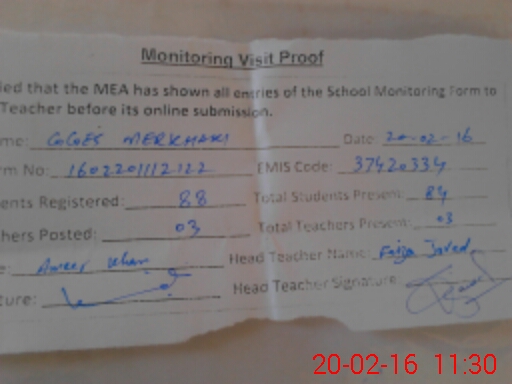 Monitoring Visit Proof
ied that the MEA has shown all entries of the School Monitoring Form to
Teacher before its online submission.
me: GGCES MERKHANI Date: 20-02-16
rm No: 1602201112122 EMIS Code: 37420334
ents Registered: 88 Total Students Present: 84
hers Posted: 03 Total Teachers Present: 03
e: Ameer Khan Head Teacher Name: Faiza Javed
ture: Head Teacher Signature:
20-02-16 11:30